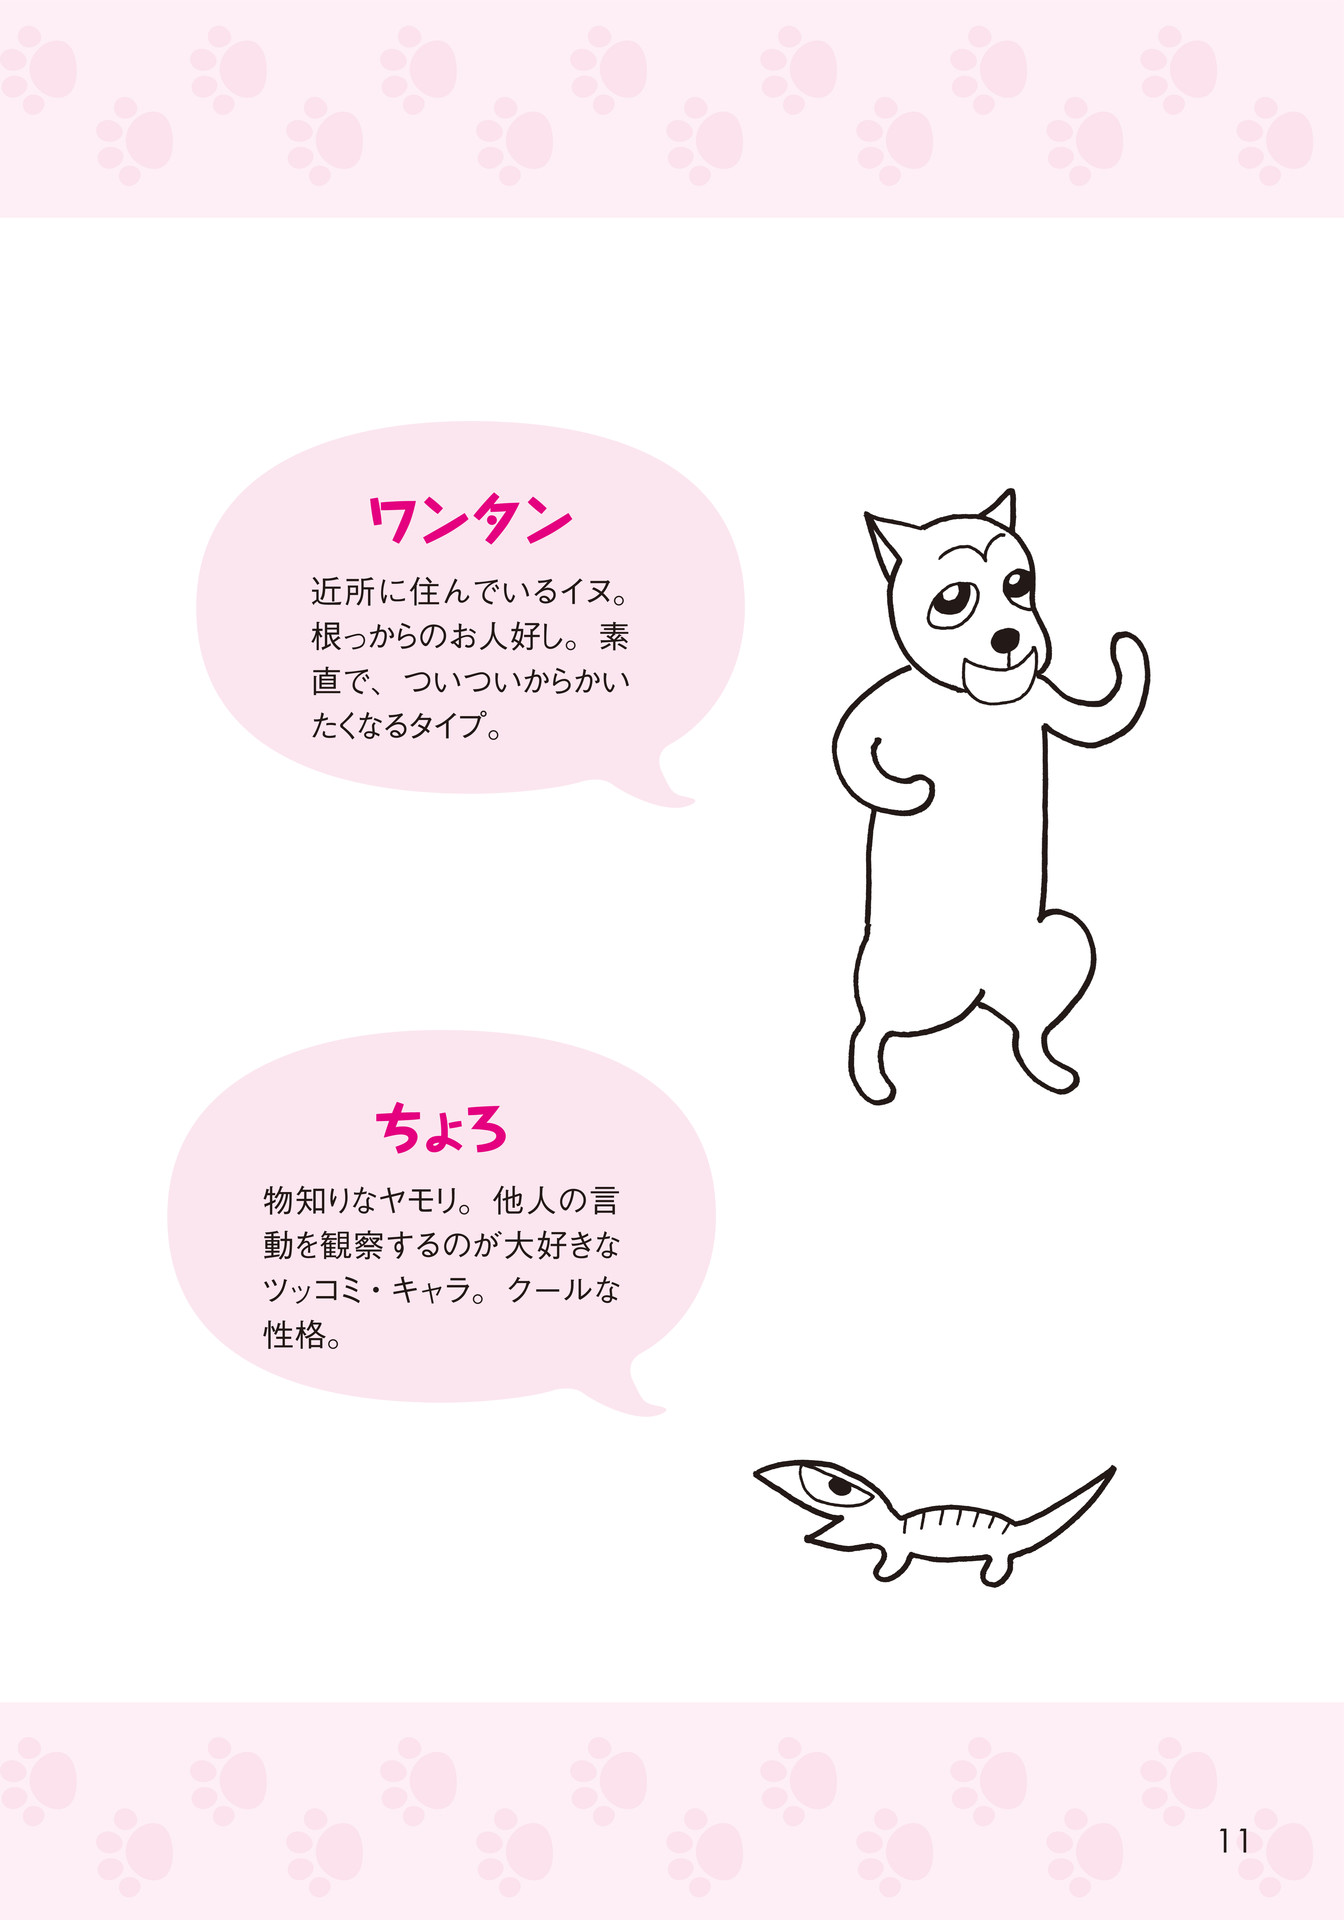 ワンタン
近所に住んでいるイヌ。
根っからのお人好し。素
直で、ついついからかい
たくなるタイプ。
ちょろ
物知りなヤモリ。他人の言
動を観察するのが大好きな
ツッコミ・キャラ。クールな
性格。
11